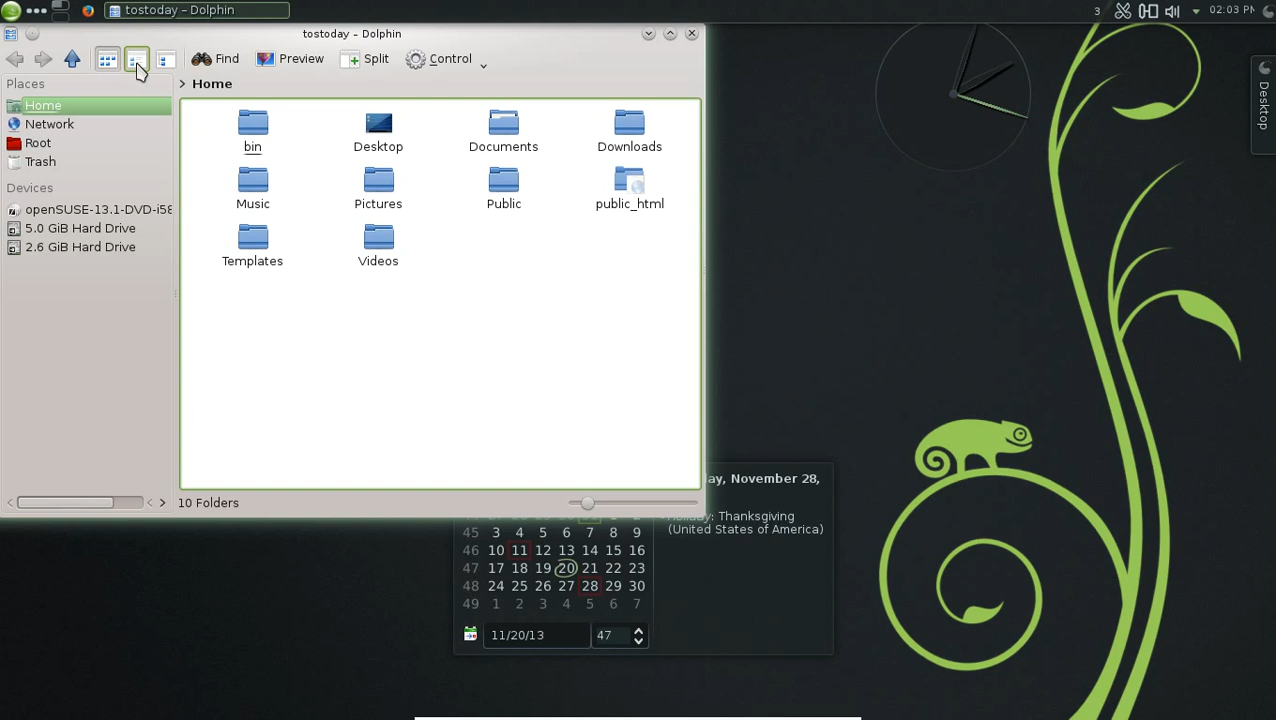 tostoday – Dolphin
3
02:03 PM
tostoday – Dolphin
Find
Preview
Split
Control
Places
> Home
Home
Network
Root
Trash
Devices
openSUSE-13.1-DVD-i58
5.0 GiB Hard Drive
2.6 GiB Hard Drive
bin
Desktop
Documents
Downloads
Music
Pictures
Public
public_html
Templates
Videos
10 Folders
Desktop
ay, November 28,
Holiday: Thanksgiving
(United States of America)
45 3 4 5 6 7 8 9
46 10 11 12 13 14 15 16
47 17 18 19 20 21 22 23
48 24 25 26 27 28 29 30
49 1 2 3 4 5 6 7
11/20/13
47